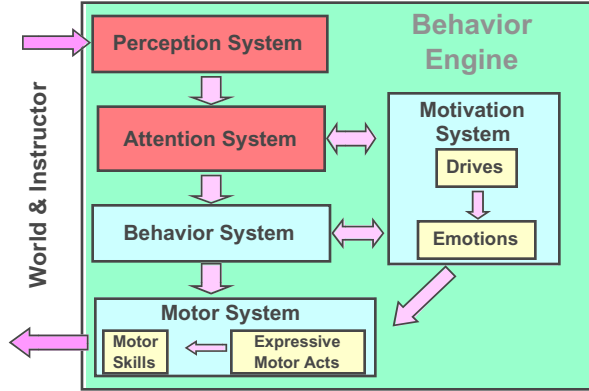 Behavior
Engine
Perception System
World & Instructor
Attention System
Motivation
System
Drives
Emotions
Behavior System
Motor System
Motor
Skills
Expressive
Motor Acts